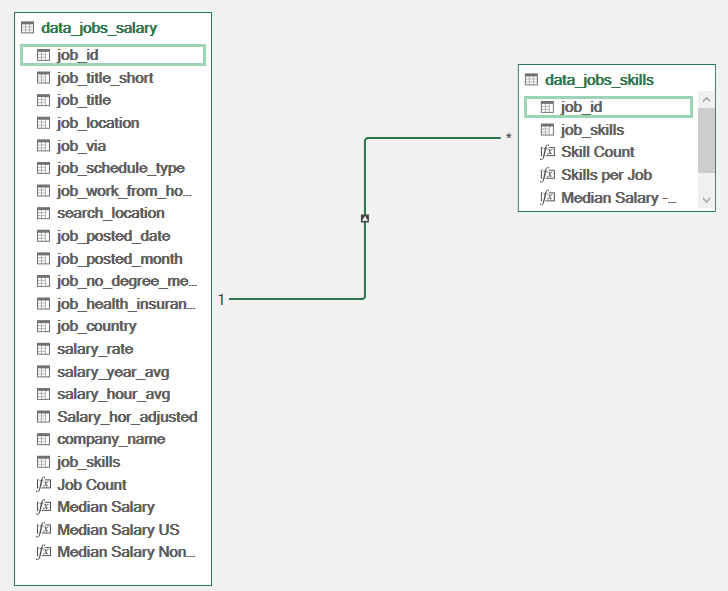 data_jobs_salary
job_id
job_title_short
job_title
job_location
job_via
job_schedule_type
job_work_from_ho...
search_location
job_posted_date
job_posted_month
job_no_degree_me...
job_health_insuran...
job_country
salary_rate
salary_year_avg
salary_hour_avg
Salary_hor_adjusted
company_name
job_skills
Job Count
Median Salary
Median Salary US
Median Salary Non...
1
*
data_jobs_skills
job_id
job_skills
Skill Count
Skills per Job
Median Salary -...